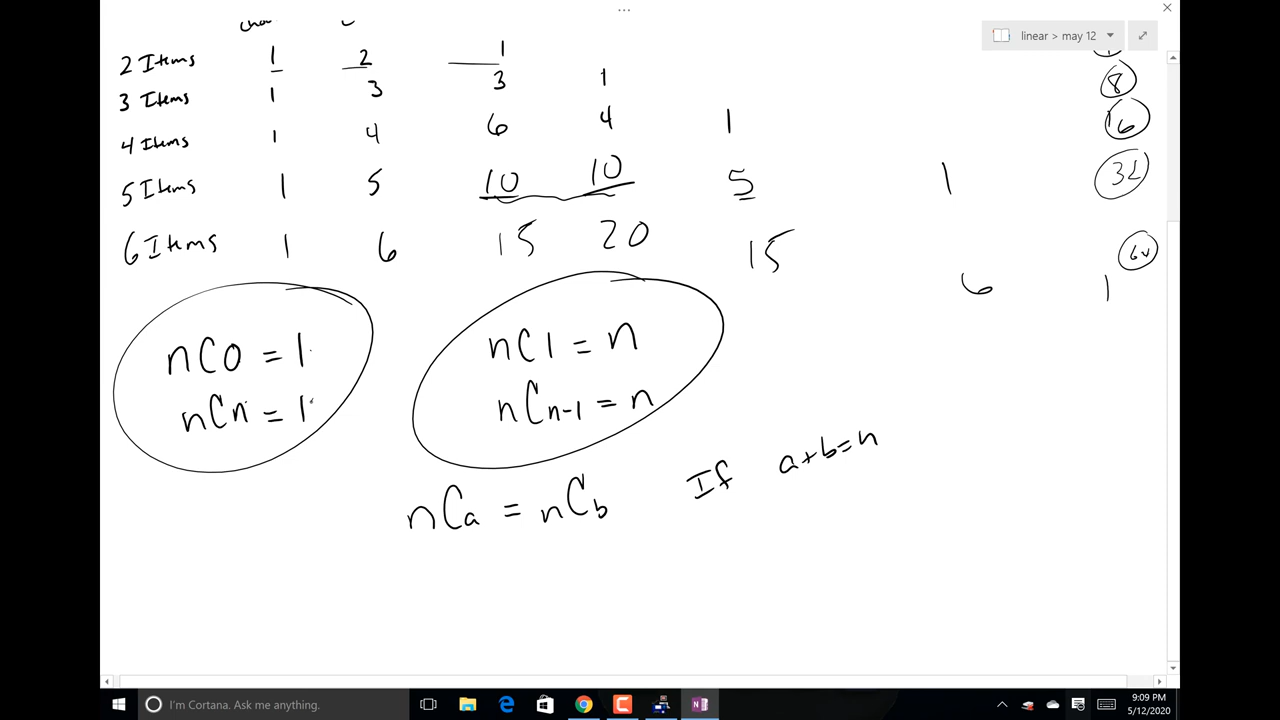 linear > may 12
2 Items 1 2 1
3 Items 1 3 3 1 8
4 Items 1 4 6 4 1 16
5 Items 1 5 10 10 5 1 32
6 Items 1 6 15 20 15 6 1 64
nC0 = 1
nCn = 1
nC1 = n
nCn-1 = n
nCa = nCb If a+b=n
I'm Cortana. Ask me anything.
9:09 PM
5/12/2020